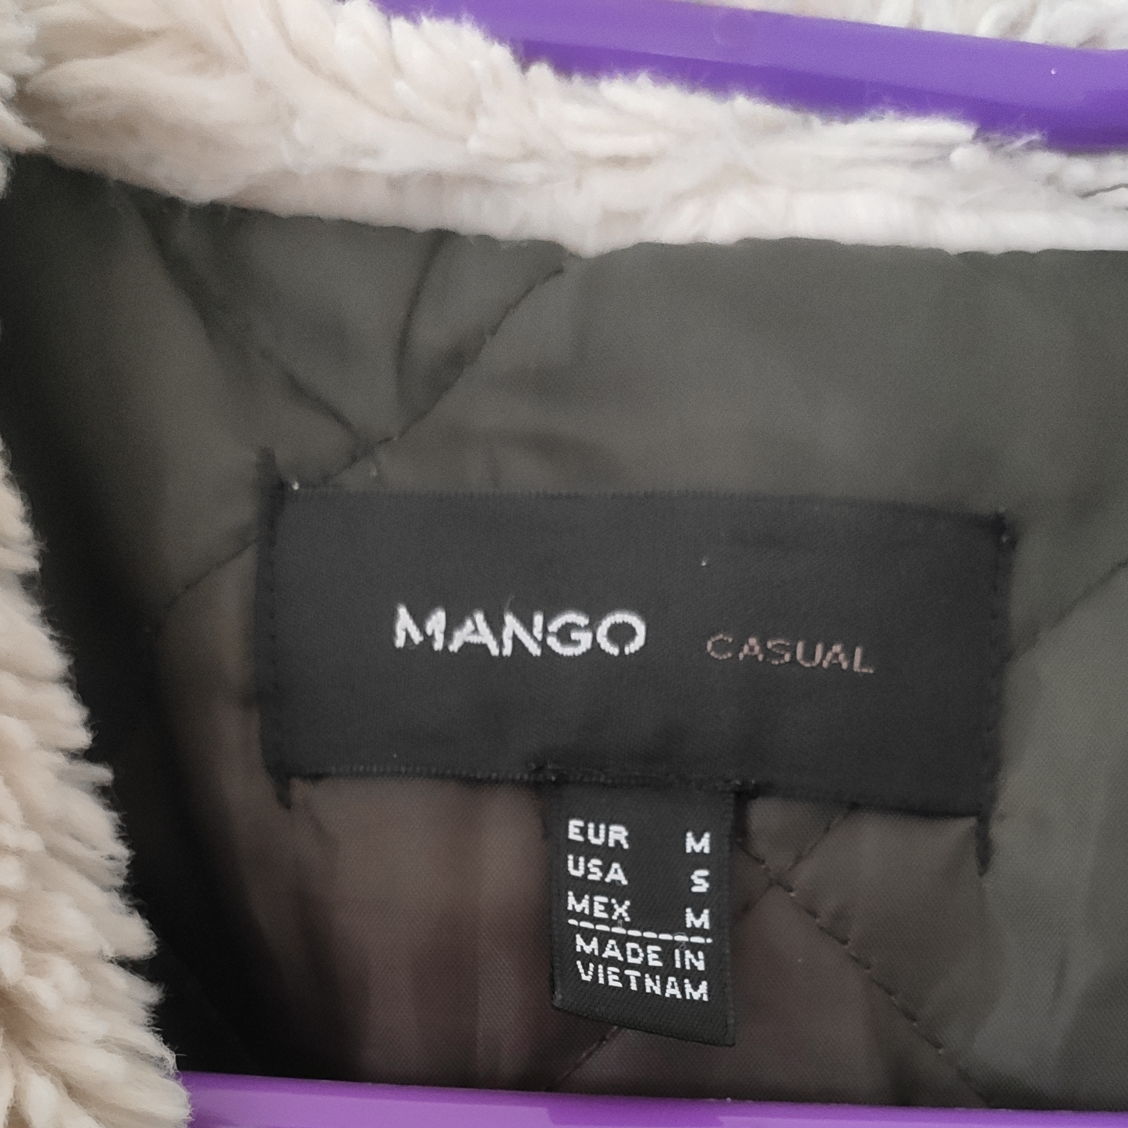 MANGO CASUAL
EUR M
USA S
MEX M
MADE IN
VIETNAM